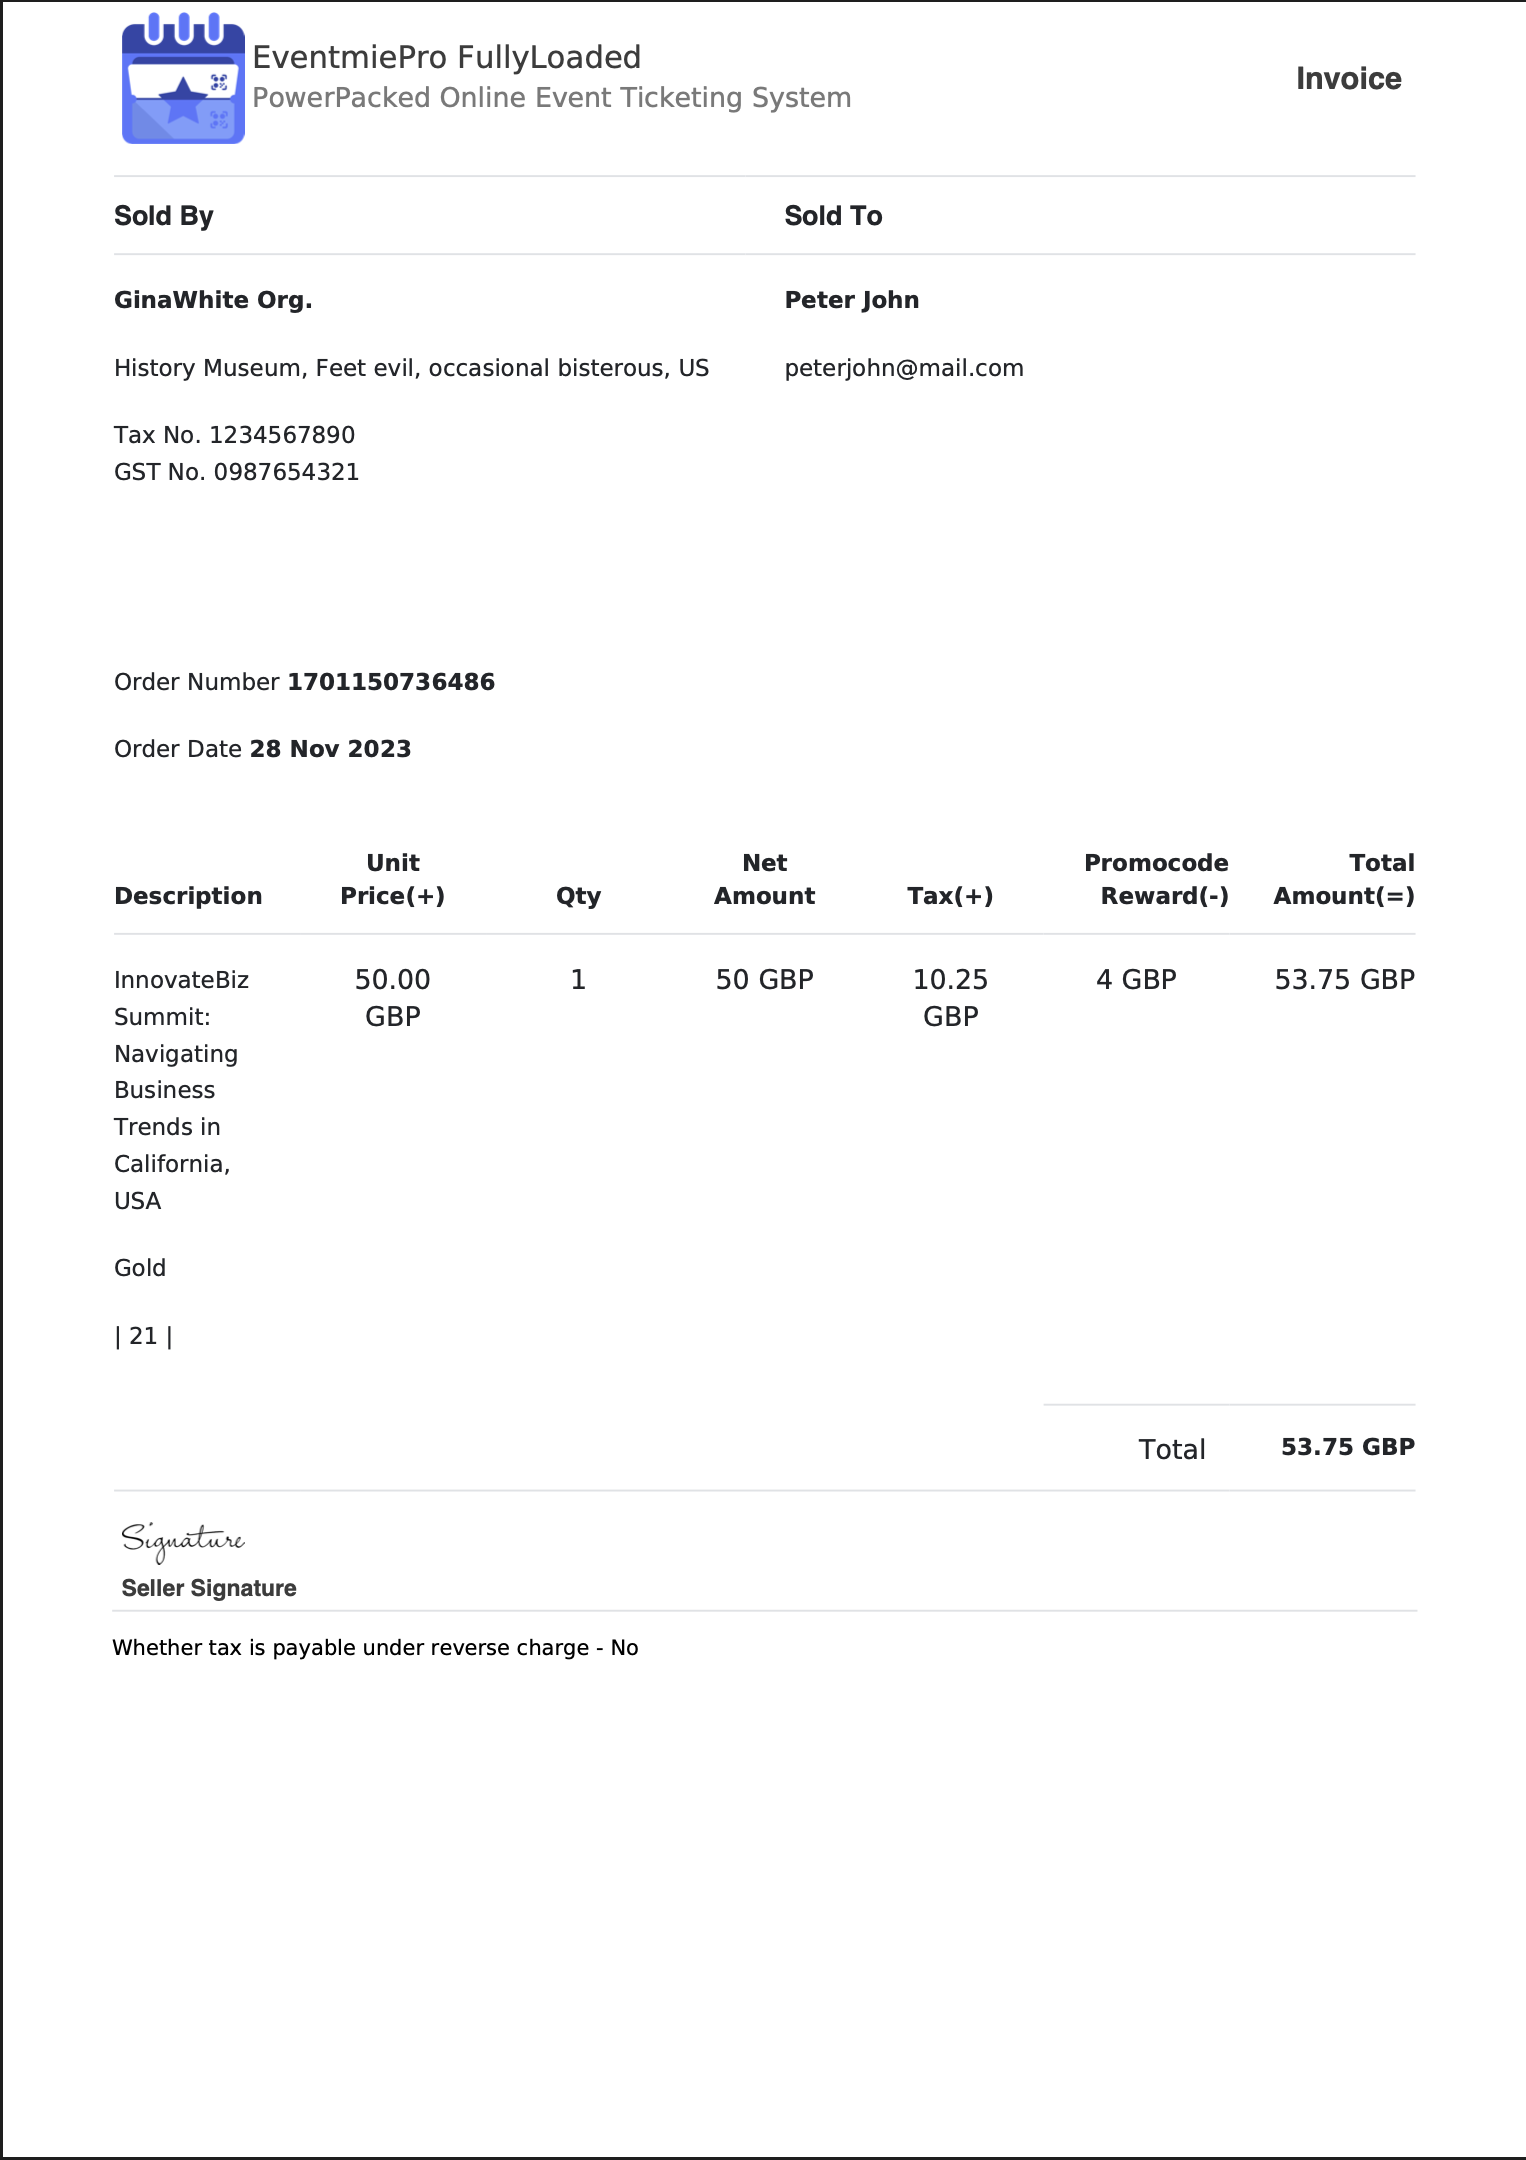 EventmiePro FullyLoaded
PowerPacked Online Event Ticketing System
Invoice
Sold By
Sold To
GinaWhite Org.
Peter John
History Museum, Feet evil, occasional bisterous, US
peterjohn@mail.com
Tax No. 1234567890
GST No. 0987654321
Order Number 1701150736486
Order Date 28 Nov 2023
Description
Unit
Price(+)
Qty
Net
Amount
Tax(+)
Promocode
Reward(-)
Total
Amount(=)
InnovateBiz
Summit:
Navigating
Business
Trends in
California,
USA
Gold
| 21 |
50.00
GBP
1
50 GBP
10.25
GBP
4 GBP
53.75 GBP
Total
53.75 GBP
Signature
Seller Signature
Whether tax is payable under reverse charge - No